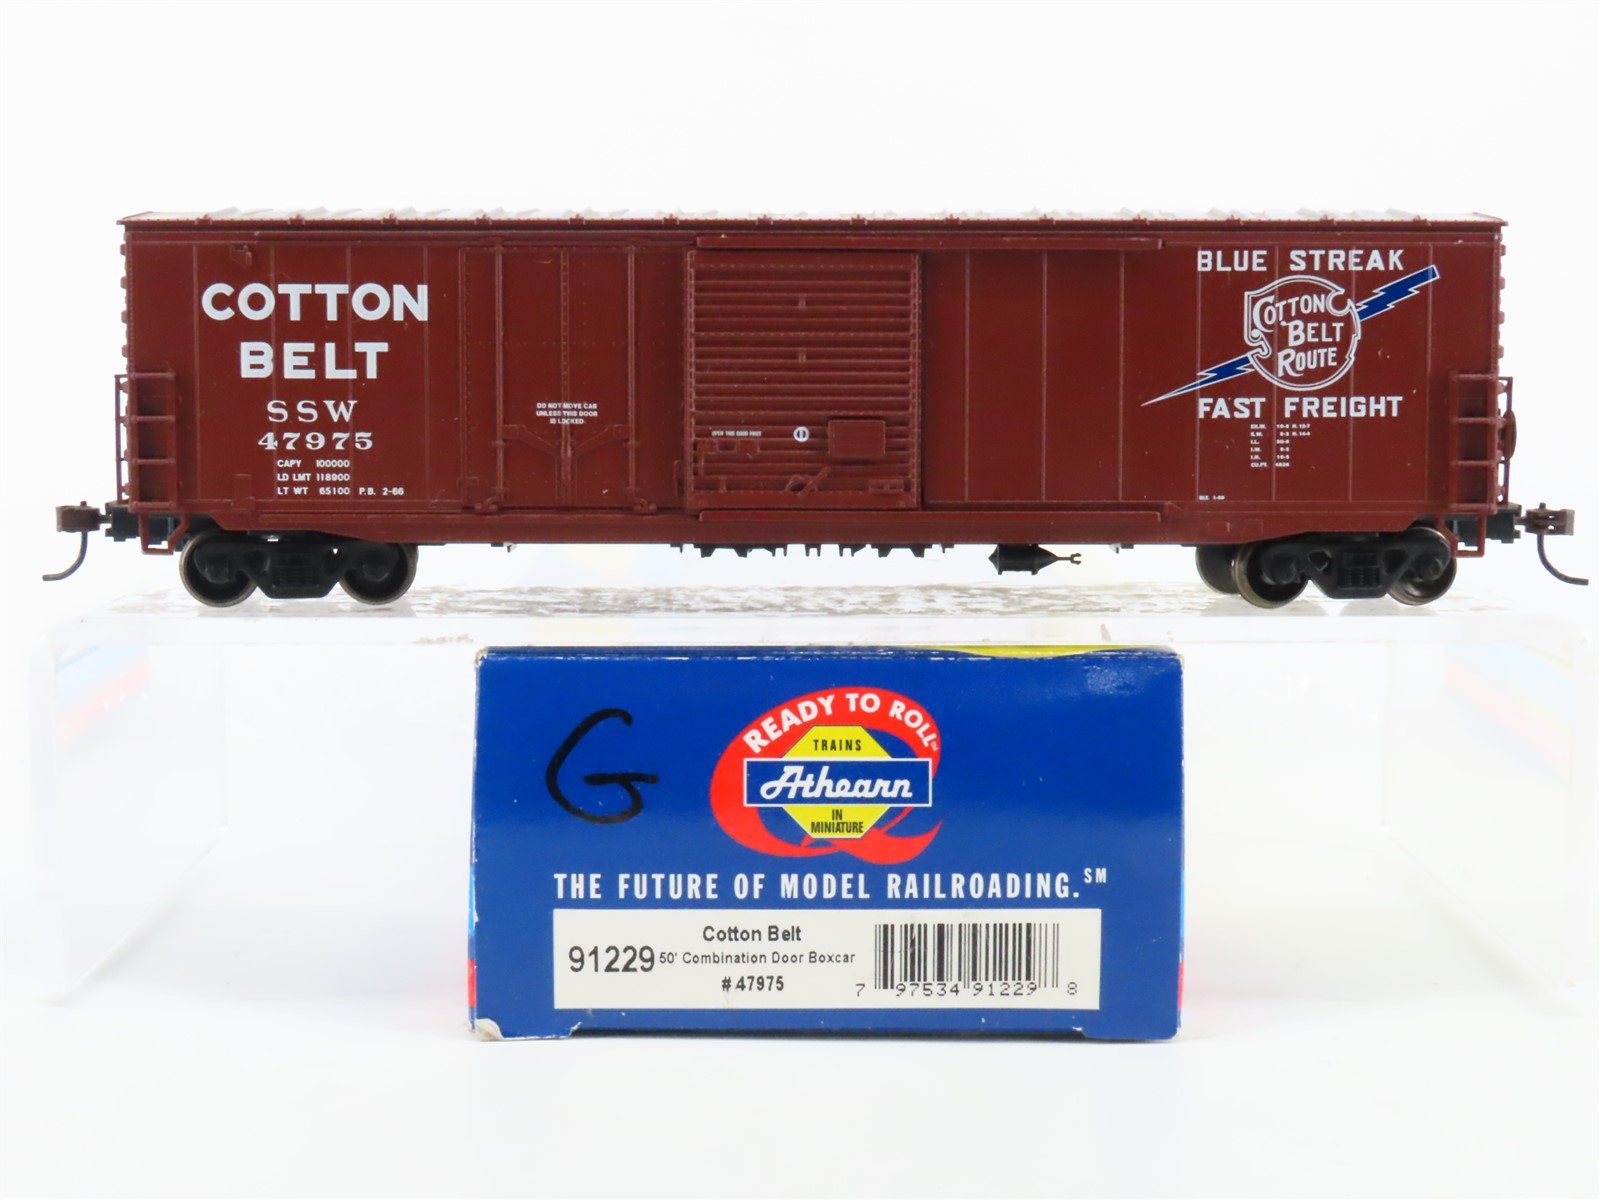 COTTON
BELT
SSW
47975
CAPY 100000
LD LMT 118900
LT WT 65100 P.B. 2-66
DO NOT MOVE CAR
UNLESS THIS DOOR
IS LOCKED
OPEN THIS DOOR FIRST
BLUE STREAK
COTTON
BELT
ROUTE
FAST FREIGHT
G
READY TO ROLL
TRAINS
Athearn
IN
MINIATURE
THE FUTURE OF MODEL RAILROADING.SM
Cotton Belt
91229 50' Combination Door Boxcar
# 47975
7 97534 91229 8